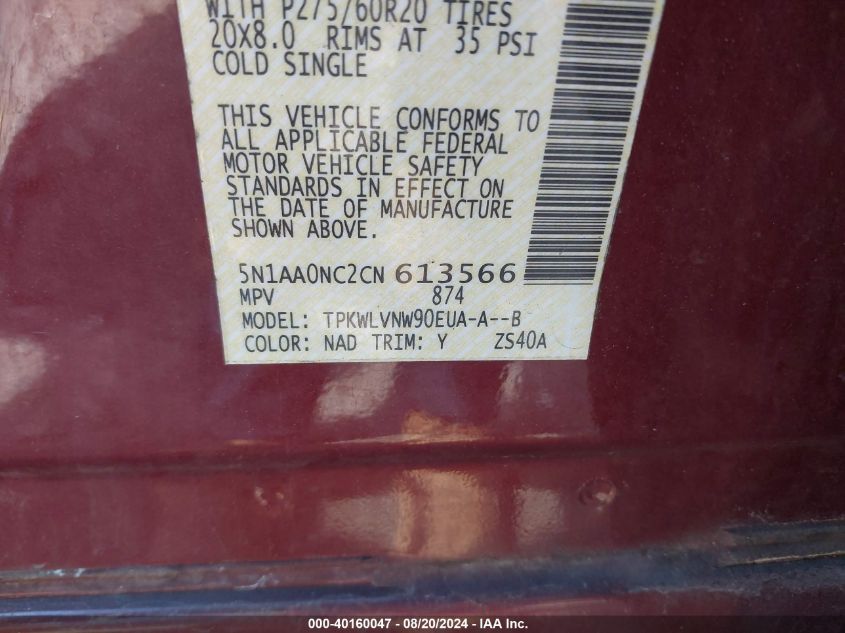 WITH P275/60R20 TIRES
20X8.0 RIMS AT 35 PSI
COLD SINGLE
THIS VEHICLE CONFORMS TO
ALL APPLICABLE FEDERAL
MOTOR VEHICLE SAFETY
STANDARDS IN EFFECT ON
THE DATE OF MANUFACTURE
SHOWN ABOVE.
5N1AA0NC2CN 613566
MPV 874
MODEL: TPKWLVNW90EUA-A--B
COLOR: NAD TRIM: Y ZS40A
000-40160047 - 08/20/2024 - IAA Inc.